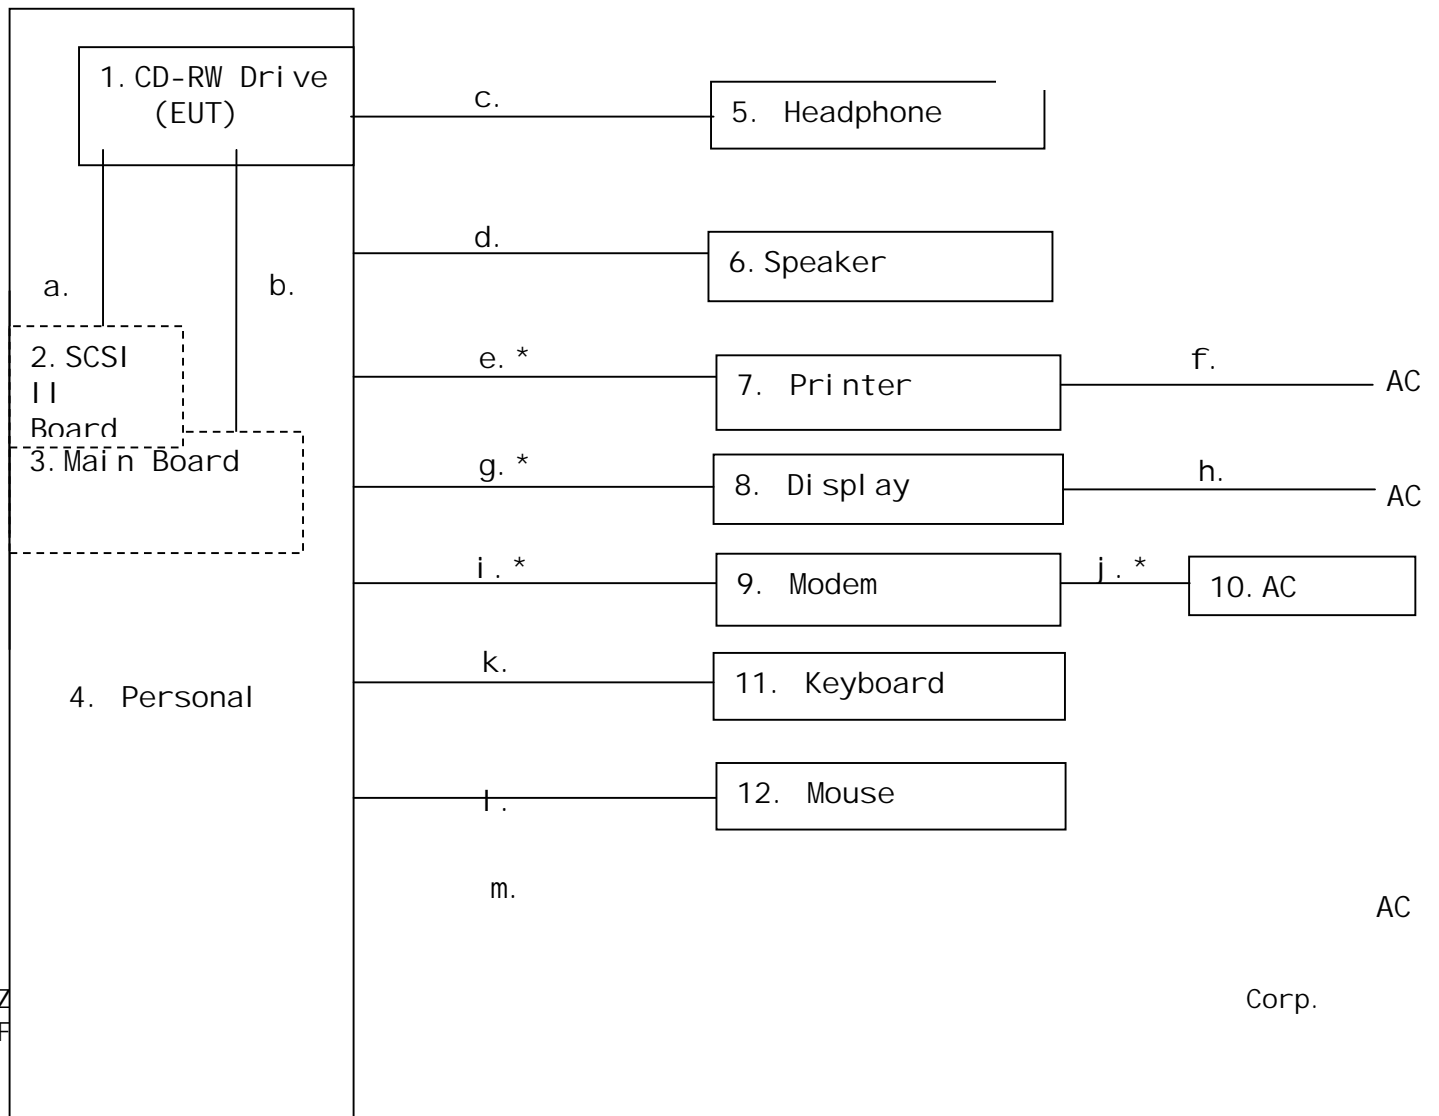 1. CD-RW Drive
(EUT)
c.
5. Headphone
d.
6. Speaker
a.
b.
2. SCSI
II
Board
e. *
7. Printer
f.
AC
3. Main Board
g. *
8. Display
h.
AC
i. *
9. Modem
j. *
10. AC
k.
11. Keyboard
4. Personal
l.
12. Mouse
m.
AC
Z
F
Corp.